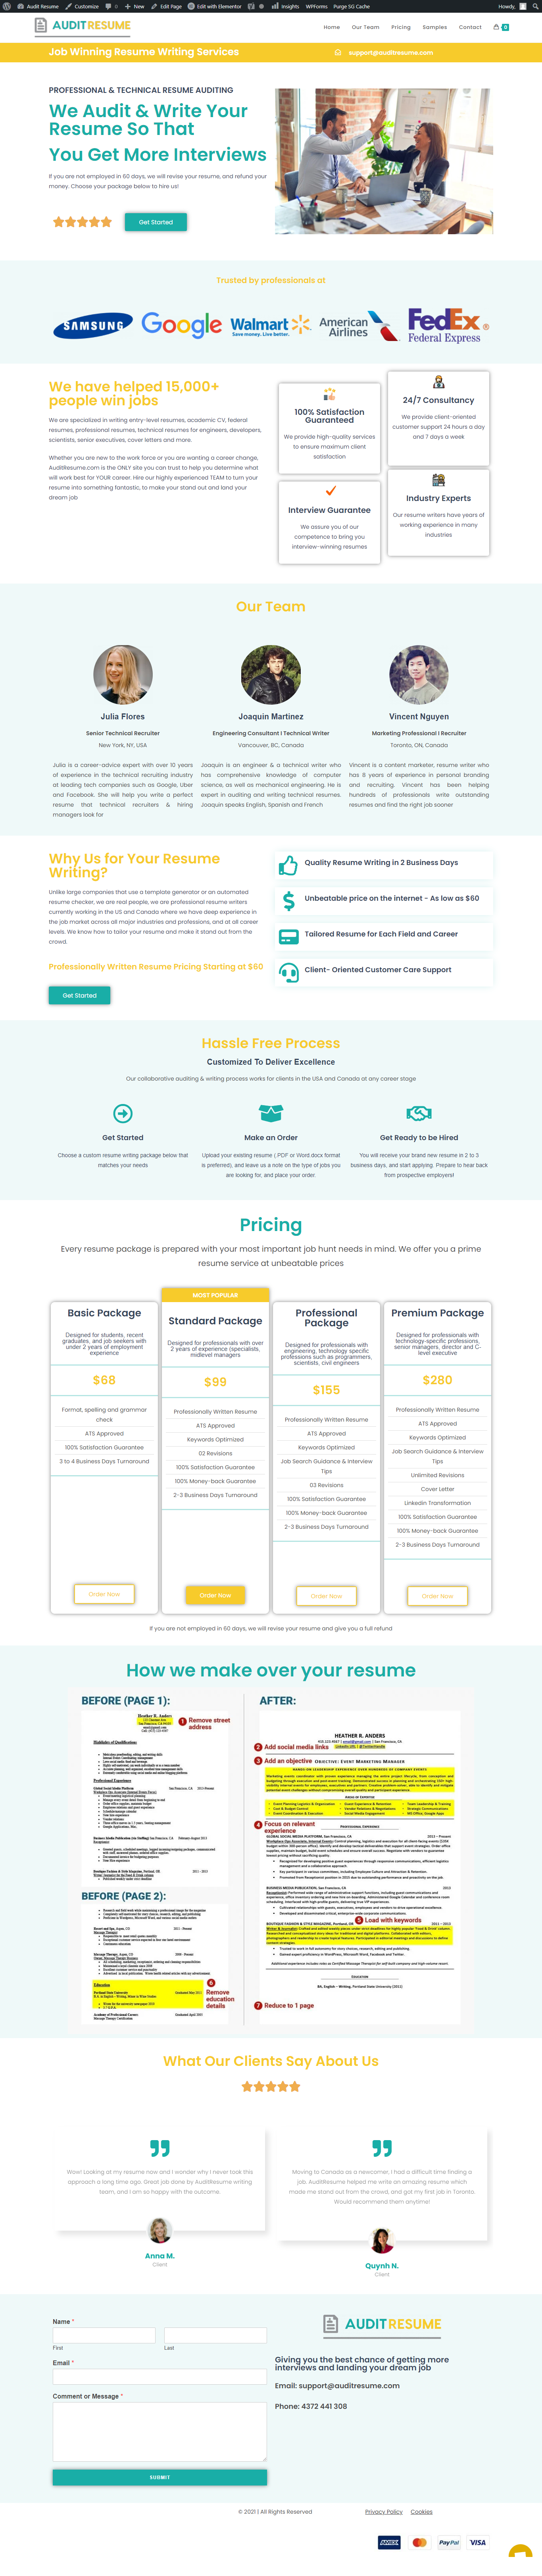 Audit Resume Customize 0 New Edit Page Edit with Elementor Insights WPForms Purge SG Cache Howdy,
AUDITRESUME
Home Our Team Pricing Samples Contact 0
Job Winning Resume Writing Services support@auditresume.com
PROFESSIONAL & TECHNICAL RESUME AUDITING
We Audit & Write Your
Resume So That
You Get More Interviews
If you are not employed in 60 days, we will revise your resume, and refund your
money. Choose your package below to hire us!
Get Started
Trusted by professionals at
SAMSUNG
Google
Walmart
Save money. Live better.
American
Airlines
FedEx
Federal Express
We have helped 15,000+
people win jobs
We are specialized in writing entry-level resumes, academic CV, federal
resumes, professional resumes, technical resumes for engineers, developers,
scientists, senior executives, cover letters and more.
Whether you are new to the work force or you are wanting a career change,
AuditResume.com is the ONLY site you can trust to help you determine what
will work best for YOUR career. Hire our highly experienced TEAM to turn your
resume into something fantastic, to make your stand out and land your
dream job
100% Satisfaction
Guaranteed
We provide high-quality services
to ensure maximum client
satisfaction
24/7 Consultancy
We provide client-oriented
customer support 24 hours a day
and 7 days a week
Interview Guarantee
We assure you of our
competence to bring you
interview-winning resumes
Industry Experts
Our resume writers have years of
working experience in many
industries
Our Team
Julia Flores
Senior Technical Recruiter
New York, NY, USA
Julia is a career-advice expert with over 10 years
of experience in the technical recruiting industry
at leading tech companies such as Google, Uber
and Facebook. She will help you write a perfect
resume that technical recruiters & hiring
managers look for
Joaquin Martinez
Engineering Consultant I Technical Writer
Vancouver, BC, Canada
Joaquin is an engineer & a technical writer who
has comprehensive knowledge of computer
science, as well as mechanical engineering. He is
expert in auditing and writing technical resumes.
Joaquin speaks English, Spanish and French
Vincent Nguyen
Marketing Professional I Recruiter
Toronto, ON, Canada
Vincent is a content marketer, resume writer who
has 8 years of experience in personal branding
and recruiting. Vincent has been helping
hundreds of professionals write outstanding
resumes and find the right job sooner
Why Us for Your Resume
Writing?
Unlike large companies that use a template generator or an automated
resume checker, we are real people, we are professional resume writers
currently working in the US and Canada where we have deep experience in
the job market across all major industries and professions, and at all career
levels. We know how to tailor your resume and make it stand out from the
crowd.
Professionally Written Resume Pricing Starting at $60
Get Started
Quality Resume Writing in 2 Business Days
Unbeatable price on the internet - As low as $60
Tailored Resume for Each Field and Career
Client- Oriented Customer Care Support
Hassle Free Process
Customized To Deliver Excellence
Our collaborative auditing & writing process works for clients in the USA and Canada at any career stage
Get Started
Choose a custom resume writing package below that
matches your needs
Make an Order
Upload your existing resume (.PDF or Word.docx format
is preferred), and leave us a note on the type of jobs you
are looking for, and place your order.
Get Ready to be Hired
You will receive your brand new resume in 2 to 3
business days, and start applying. Prepare to hear back
from prospective employers!
Pricing
Every resume package is prepared with your most important job hunt needs in mind. We offer you a prime
resume service at unbeatable prices
Basic Package
Designed for students, recent
graduates, and job seekers with
under 2 years of employment
experience
$68
Format, spelling and grammar
check
ATS Approved
100% Satisfaction Guarantee
3 to 4 Business Days Turnaround
Order Now
MOST POPULAR
Standard Package
Designed for professionals with over
2 years of experience (specialists,
midlevel managers
$99
Professionally Written Resume
ATS Approved
Keywords Optimized
02 Revisions
100% Satisfaction Guarantee
100% Money-back Guarantee
2-3 Business Days Turnaround
Order Now
Professional
Package
Designed for professionals with
engineering, technology specific
professions such as programmers,
scientists, civil engineers
$155
Professionally Written Resume
ATS Approved
Keywords Optimized
Job Search Guidance & Interview
Tips
03 Revisions
100% Satisfaction Guarantee
100% Money-back Guarantee
2-3 Business Days Turnaround
Order Now
Premium Package
Designed for professionals with
technology-specific professions,
senior managers, director and C-
level executive
$280
Professionally Written Resume
ATS Approved
Keywords Optimized
Job Search Guidance & Interview
Tips
Unlimited Revisions
Cover Letter
Linkedin Transformation
100% Satisfaction Guarantee
100% Money-back Guarantee
2-3 Business Days Turnaround
Order Now
If you are not employed in 60 days, we will revise your resume and give you a full refund
How we make over your resume
BEFORE (PAGE 1):
Heather R. Anders
1 Remove street
address
Highlights of Qualifications:
Professional Experience
BEFORE (PAGE 2):
Education
6
Remove
education
details
AFTER:
HEATHER R. ANDERS
2 Add social media links
3 Add an objective OBJECTIVE: EVENT MARKETING MANAGER
4 Focus on relevant
experience
PROFESSIONAL EXPERIENCE
5 Load with keywords
EDUCATION
7 Reduce to 1 page
What Our Clients Say About Us
Wow! Looking at my resume now and I wonder why I never took this
approach a long time ago. Great job done by AuditResume writing
team, and I am so happy with the outcome.
Anna M.
Client
Moving to Canada as a newcomer, I had a difficult time finding a
job. AuditResume helped me write an amazing resume which
made me stand out from the crowd, and got my first job in Toronto.
Would recommend them anytime!
Quynh N.
Client
Name *
First Last
Email *
Comment or Message *
SUBMIT
AUDITRESUME
Giving you the best chance of getting more
interviews and landing your dream job
Email: support@auditresume.com
Phone: 4372 441 308
© 2021 | All Rights Reserved Privacy Policy Cookies
AMEX PayPal VISA